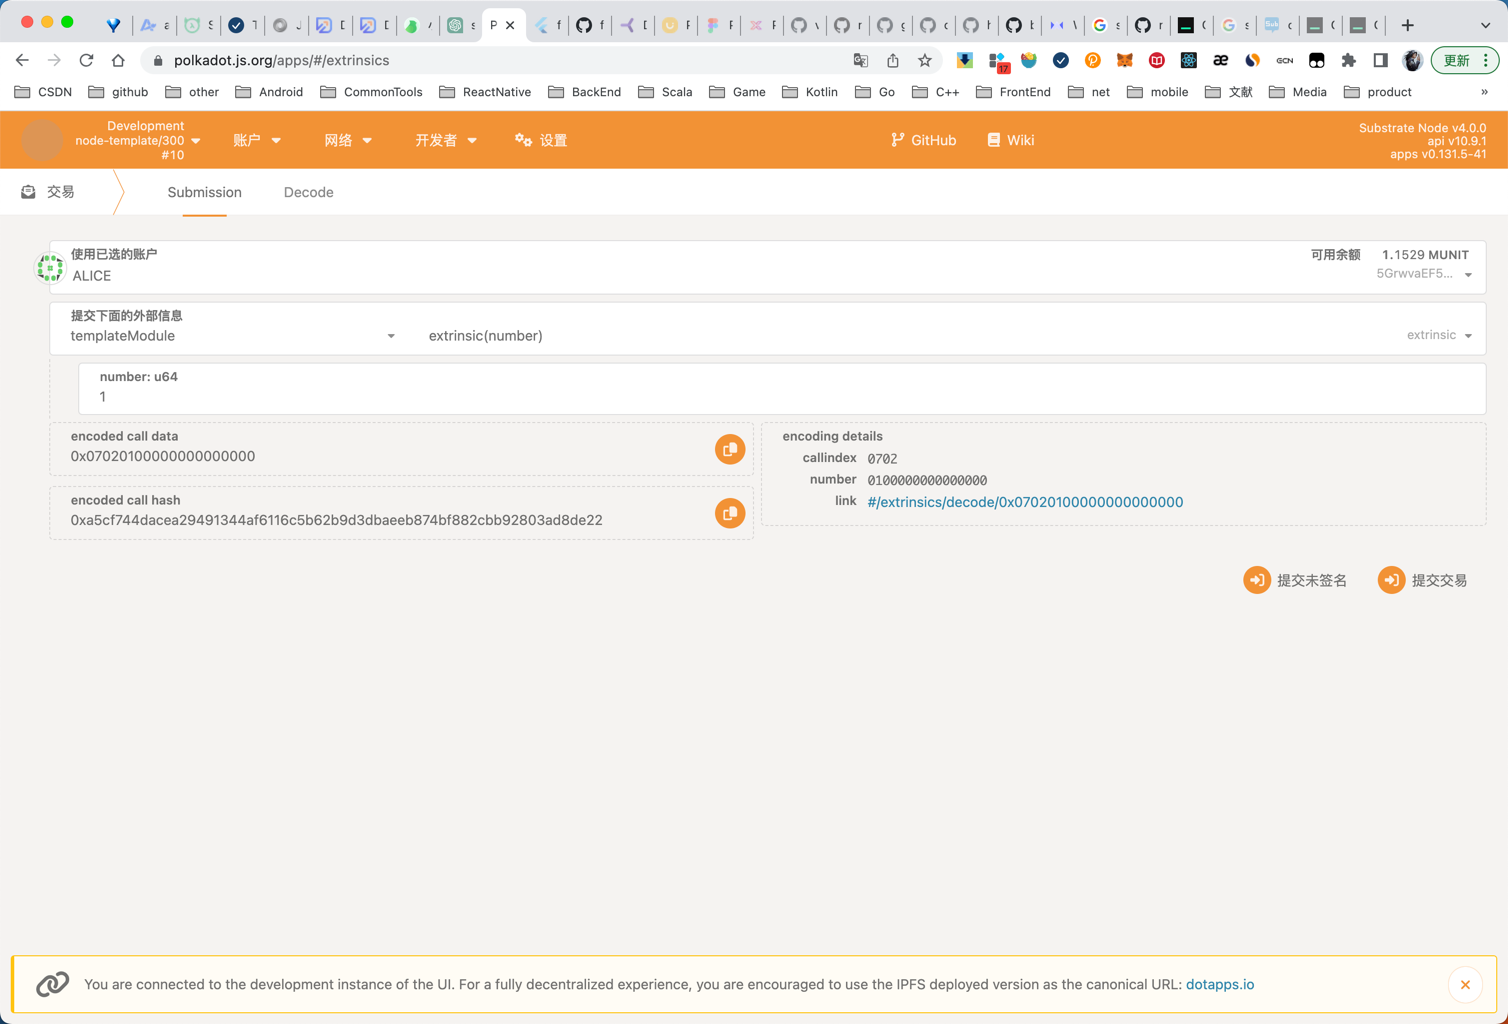 polkadot.js.org/apps/#/extrinsics
17
更新
CSDN github other Android CommonTools ReactNative BackEnd Scala Game Kotlin Go C++ FrontEnd net mobile 文献 Media product »
Development
node-template/300
#10
账户 网络 开发者 设置
GitHub Wiki
Substrate Node v4.0.0
api v10.9.1
apps v0.131.5-41
交易 Submission Decode
使用已选的账户
ALICE
可用余额 1.1529 MUNIT
5GrwvaEF5...
提交下面的外部信息
templateModule
extrinsic(number)
extrinsic
number: u64
1
encoded call data
0x07020100000000000000
encoded call hash
0xa5cf744dacea29491344af6116c5b62b9d3dbaeeb874bf882cbb92803ad8de22
encoding details
callindex 0702
number 0100000000000000
link #/extrinsics/decode/0x07020100000000000000
提交未签名 提交交易
You are connected to the development instance of the UI. For a fully decentralized experience, you are encouraged to use the IPFS deployed version as the canonical URL: dotapps.io